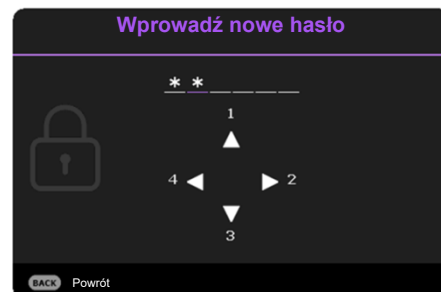 Wprowadź nowe hasło
* * _ _ _ _
1
4 2
3
BACK Powrót